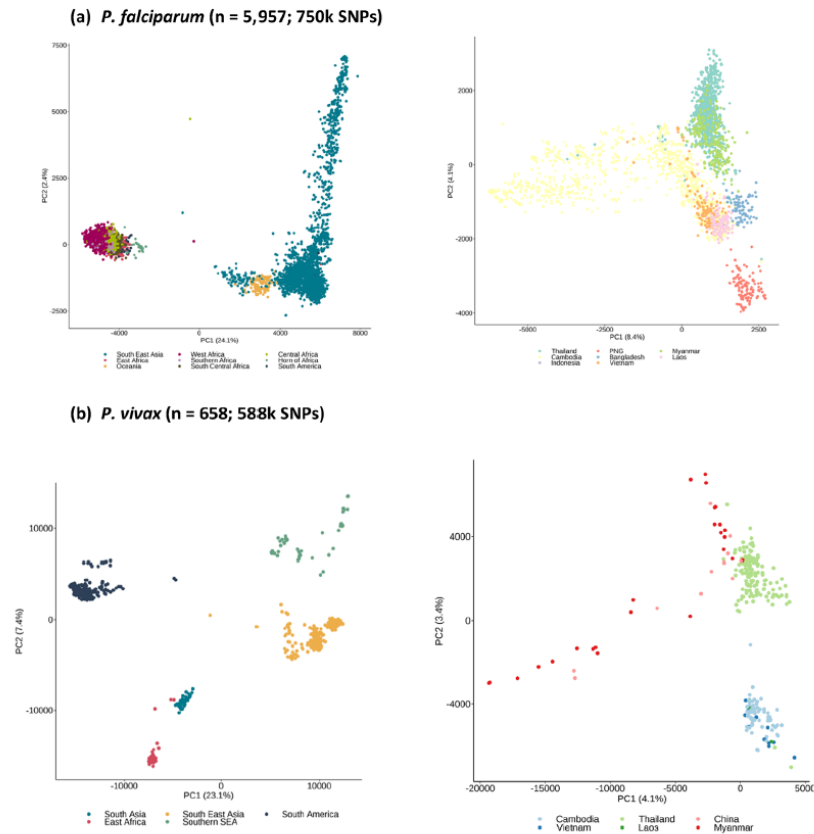 (a) P. falciparum (n = 5,957; 750k SNPs)
7500
5000
2500
0
-2500
PC2 (2.4%)
-4000
0
4000
8000
PC1 (24.1%)
South East Asia
West Africa
Central Africa
East Africa
Southern Africa
Horn of Africa
Oceania
South Central Africa
South America
2000
0
-2000
-4000
PC2 (4.1%)
-5000
-2500
0
2500
PC1 (8.4%)
Thailand
PNG
Myanmar
Cambodia
Bangladesh
Laos
Indonesia
Vietnam
(b) P. vivax (n = 658; 588k SNPs)
10000
0
-10000
PC2 (7.4%)
-10000
0
10000
PC1 (23.1%)
South Asia
South East Asia
South America
East Africa
Southern SEA
4000
0
-4000
PC2 (3.4%)
-20000
-15000
-10000
-5000
0
5000
PC1 (4.1%)
Cambodia
Thailand
China
Vietnam
Laos
Myanmar